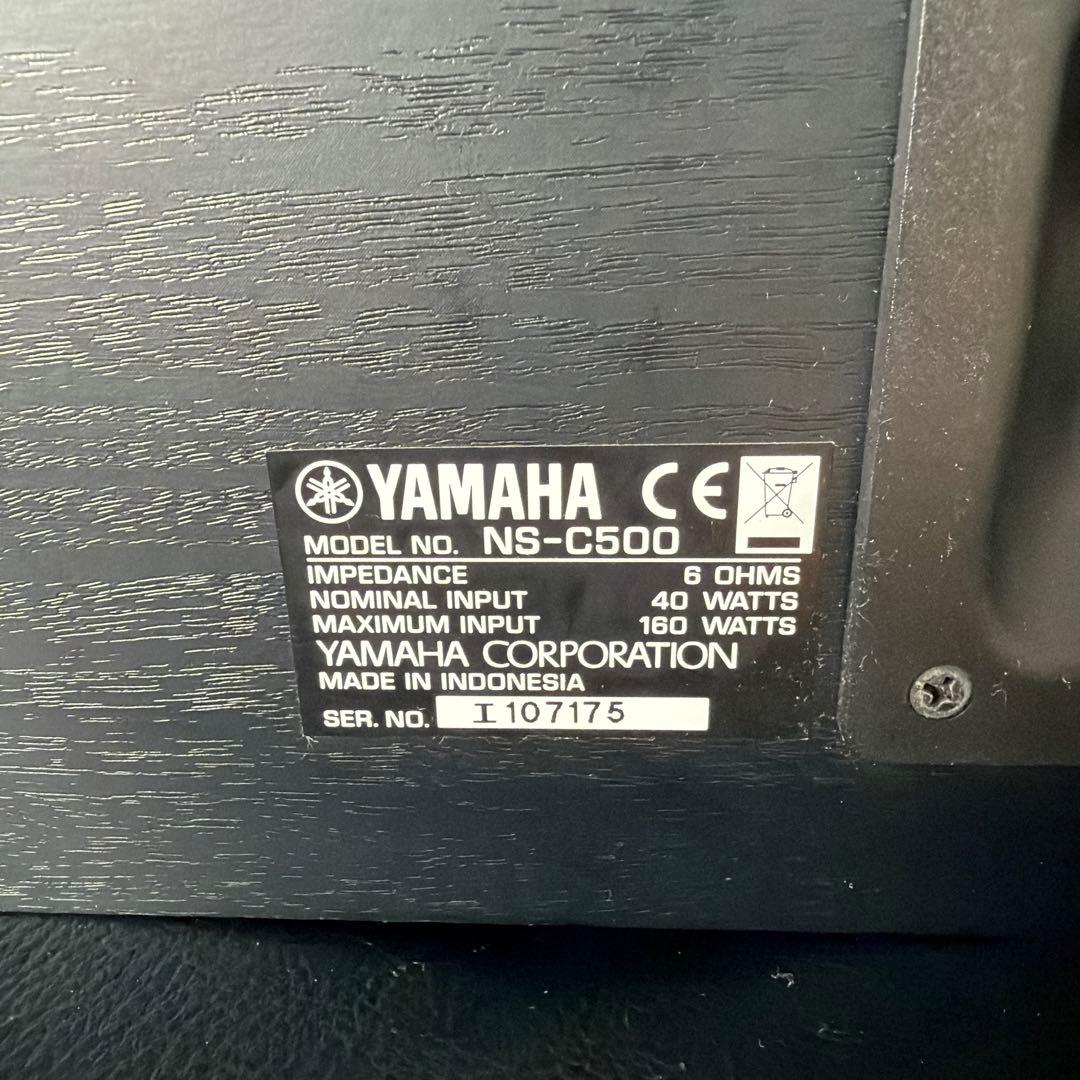 YAMAHA CE
MODEL NO. NS-C500
IMPEDANCE 6 OHMS
NOMINAL INPUT 40 WATTS
MAXIMUM INPUT 160 WATTS
YAMAHA CORPORATION
MADE IN INDONESIA
SER. NO. I107175